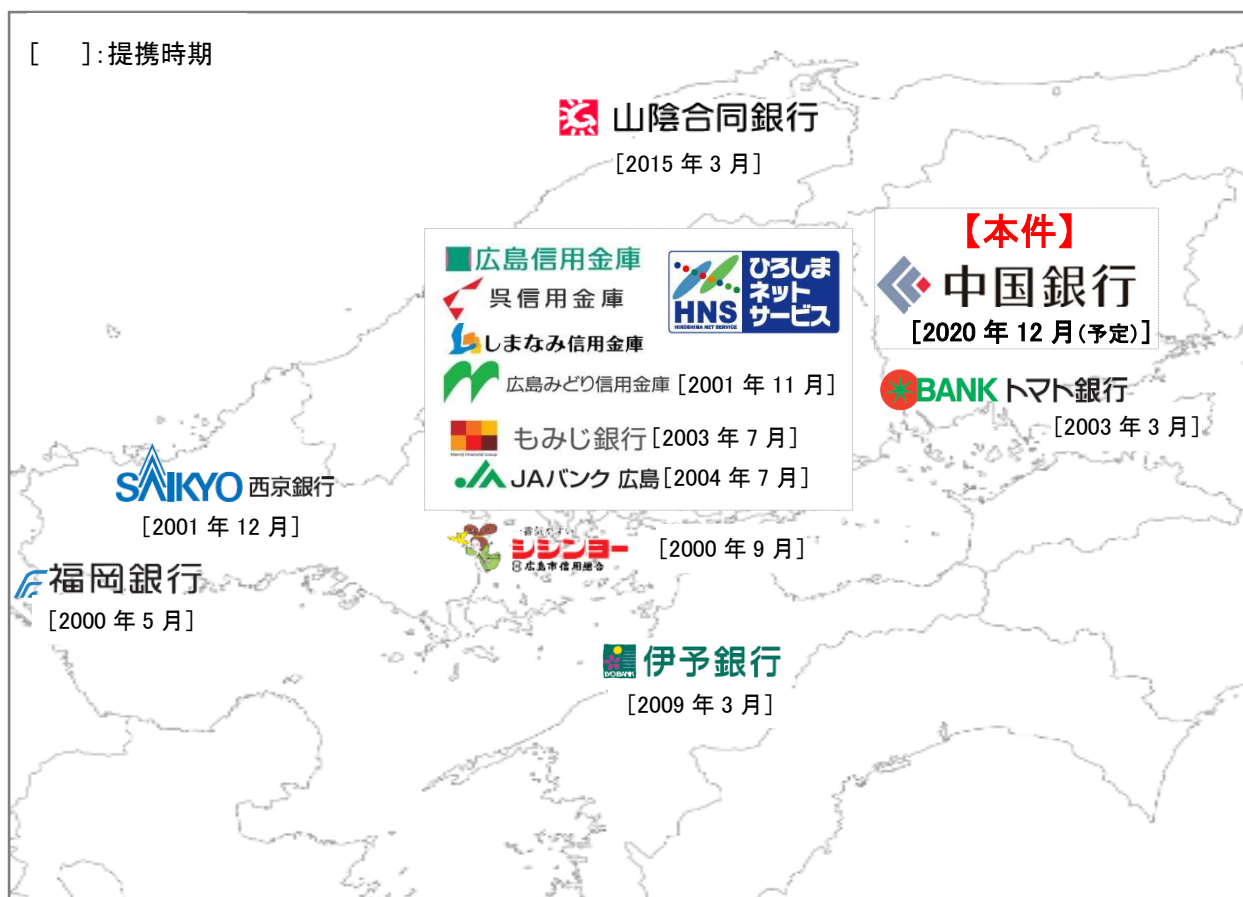 [　　]：提携時期
山陰合同銀行
[2015 年 3 月]
【本件】
中国銀行
[2020 年 12 月(予定)]
広島信用金庫
呉信用金庫
しまなみ信用金庫
広島みどり信用金庫 [2001 年 11 月]
HNS
HIROSHIMA NET SERVICE
ひろしま
ネット
サービス
もみじ銀行 [2003 年 7 月]
JAバンク 広島 [2004 年 7 月]
BANK トマト銀行
[2003 年 3 月]
SAIKYO 西京銀行
[2001 年 12 月]
シシンヨー [2000 年 9 月]
広島市信用組合
福岡銀行
[2000 年 5 月]
IYO BANK 伊予銀行
[2009 年 3 月]